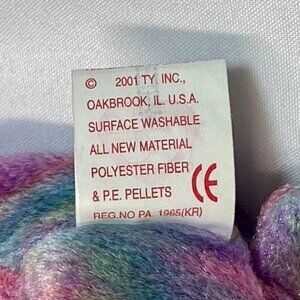 © 2001 TY INC.,
OAKBROOK, IL. U.S.A.
SURFACE WASHABLE
ALL NEW MATERIAL
POLYESTER FIBER
& P.E. PELLETS CE
REG.NO PA. 1965(KR)